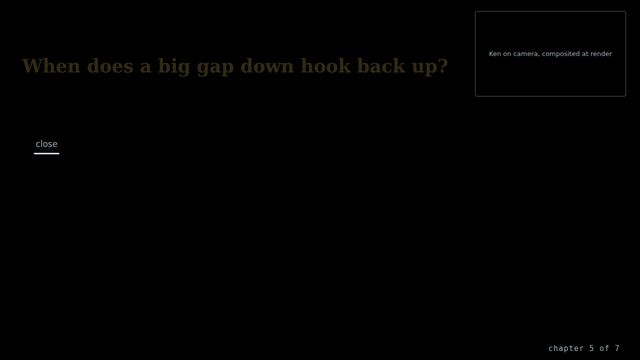 Ken on camera, composited at render
When does a big gap down hook back up?
close
chapter 5 of 7